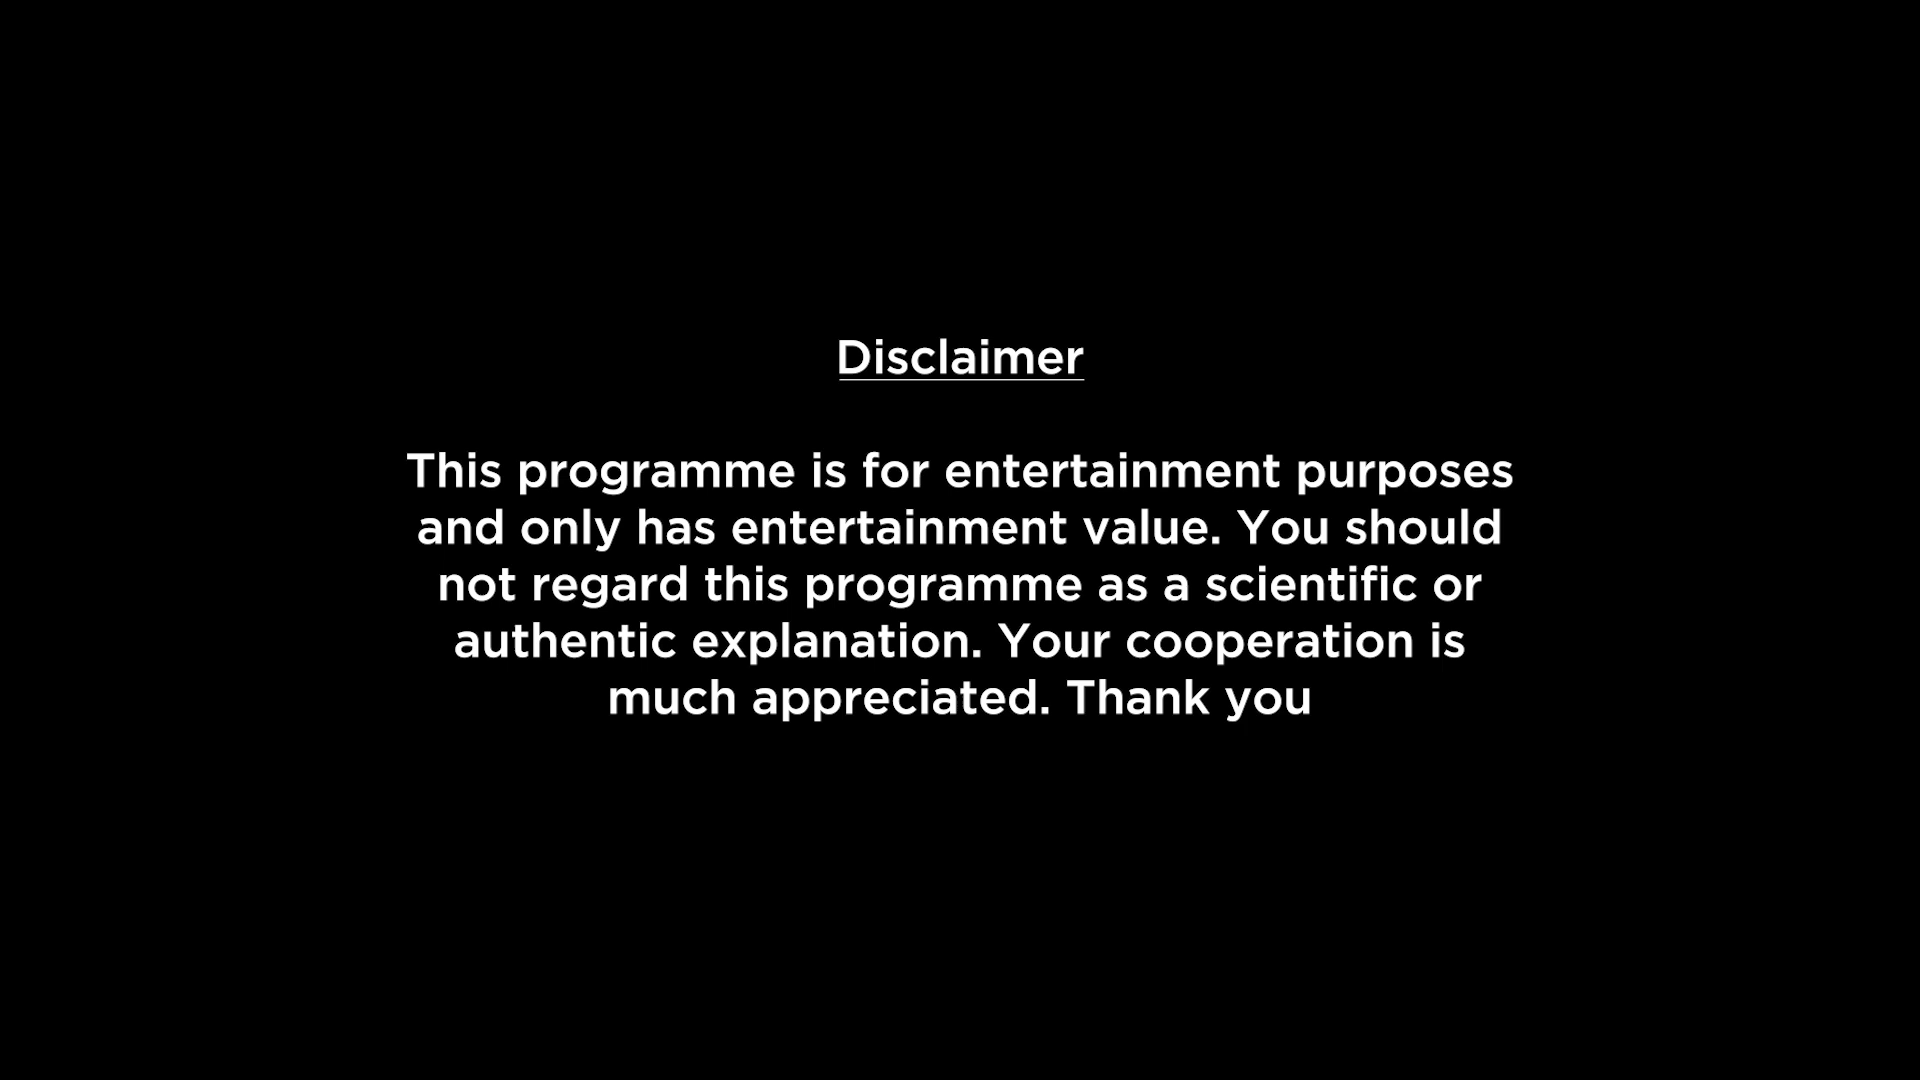 Disclaimer
This programme is for entertainment purposes
and only has entertainment value. You should
not regard this programme as a scientific or
authentic explanation. Your cooperation is
much appreciated. Thank you